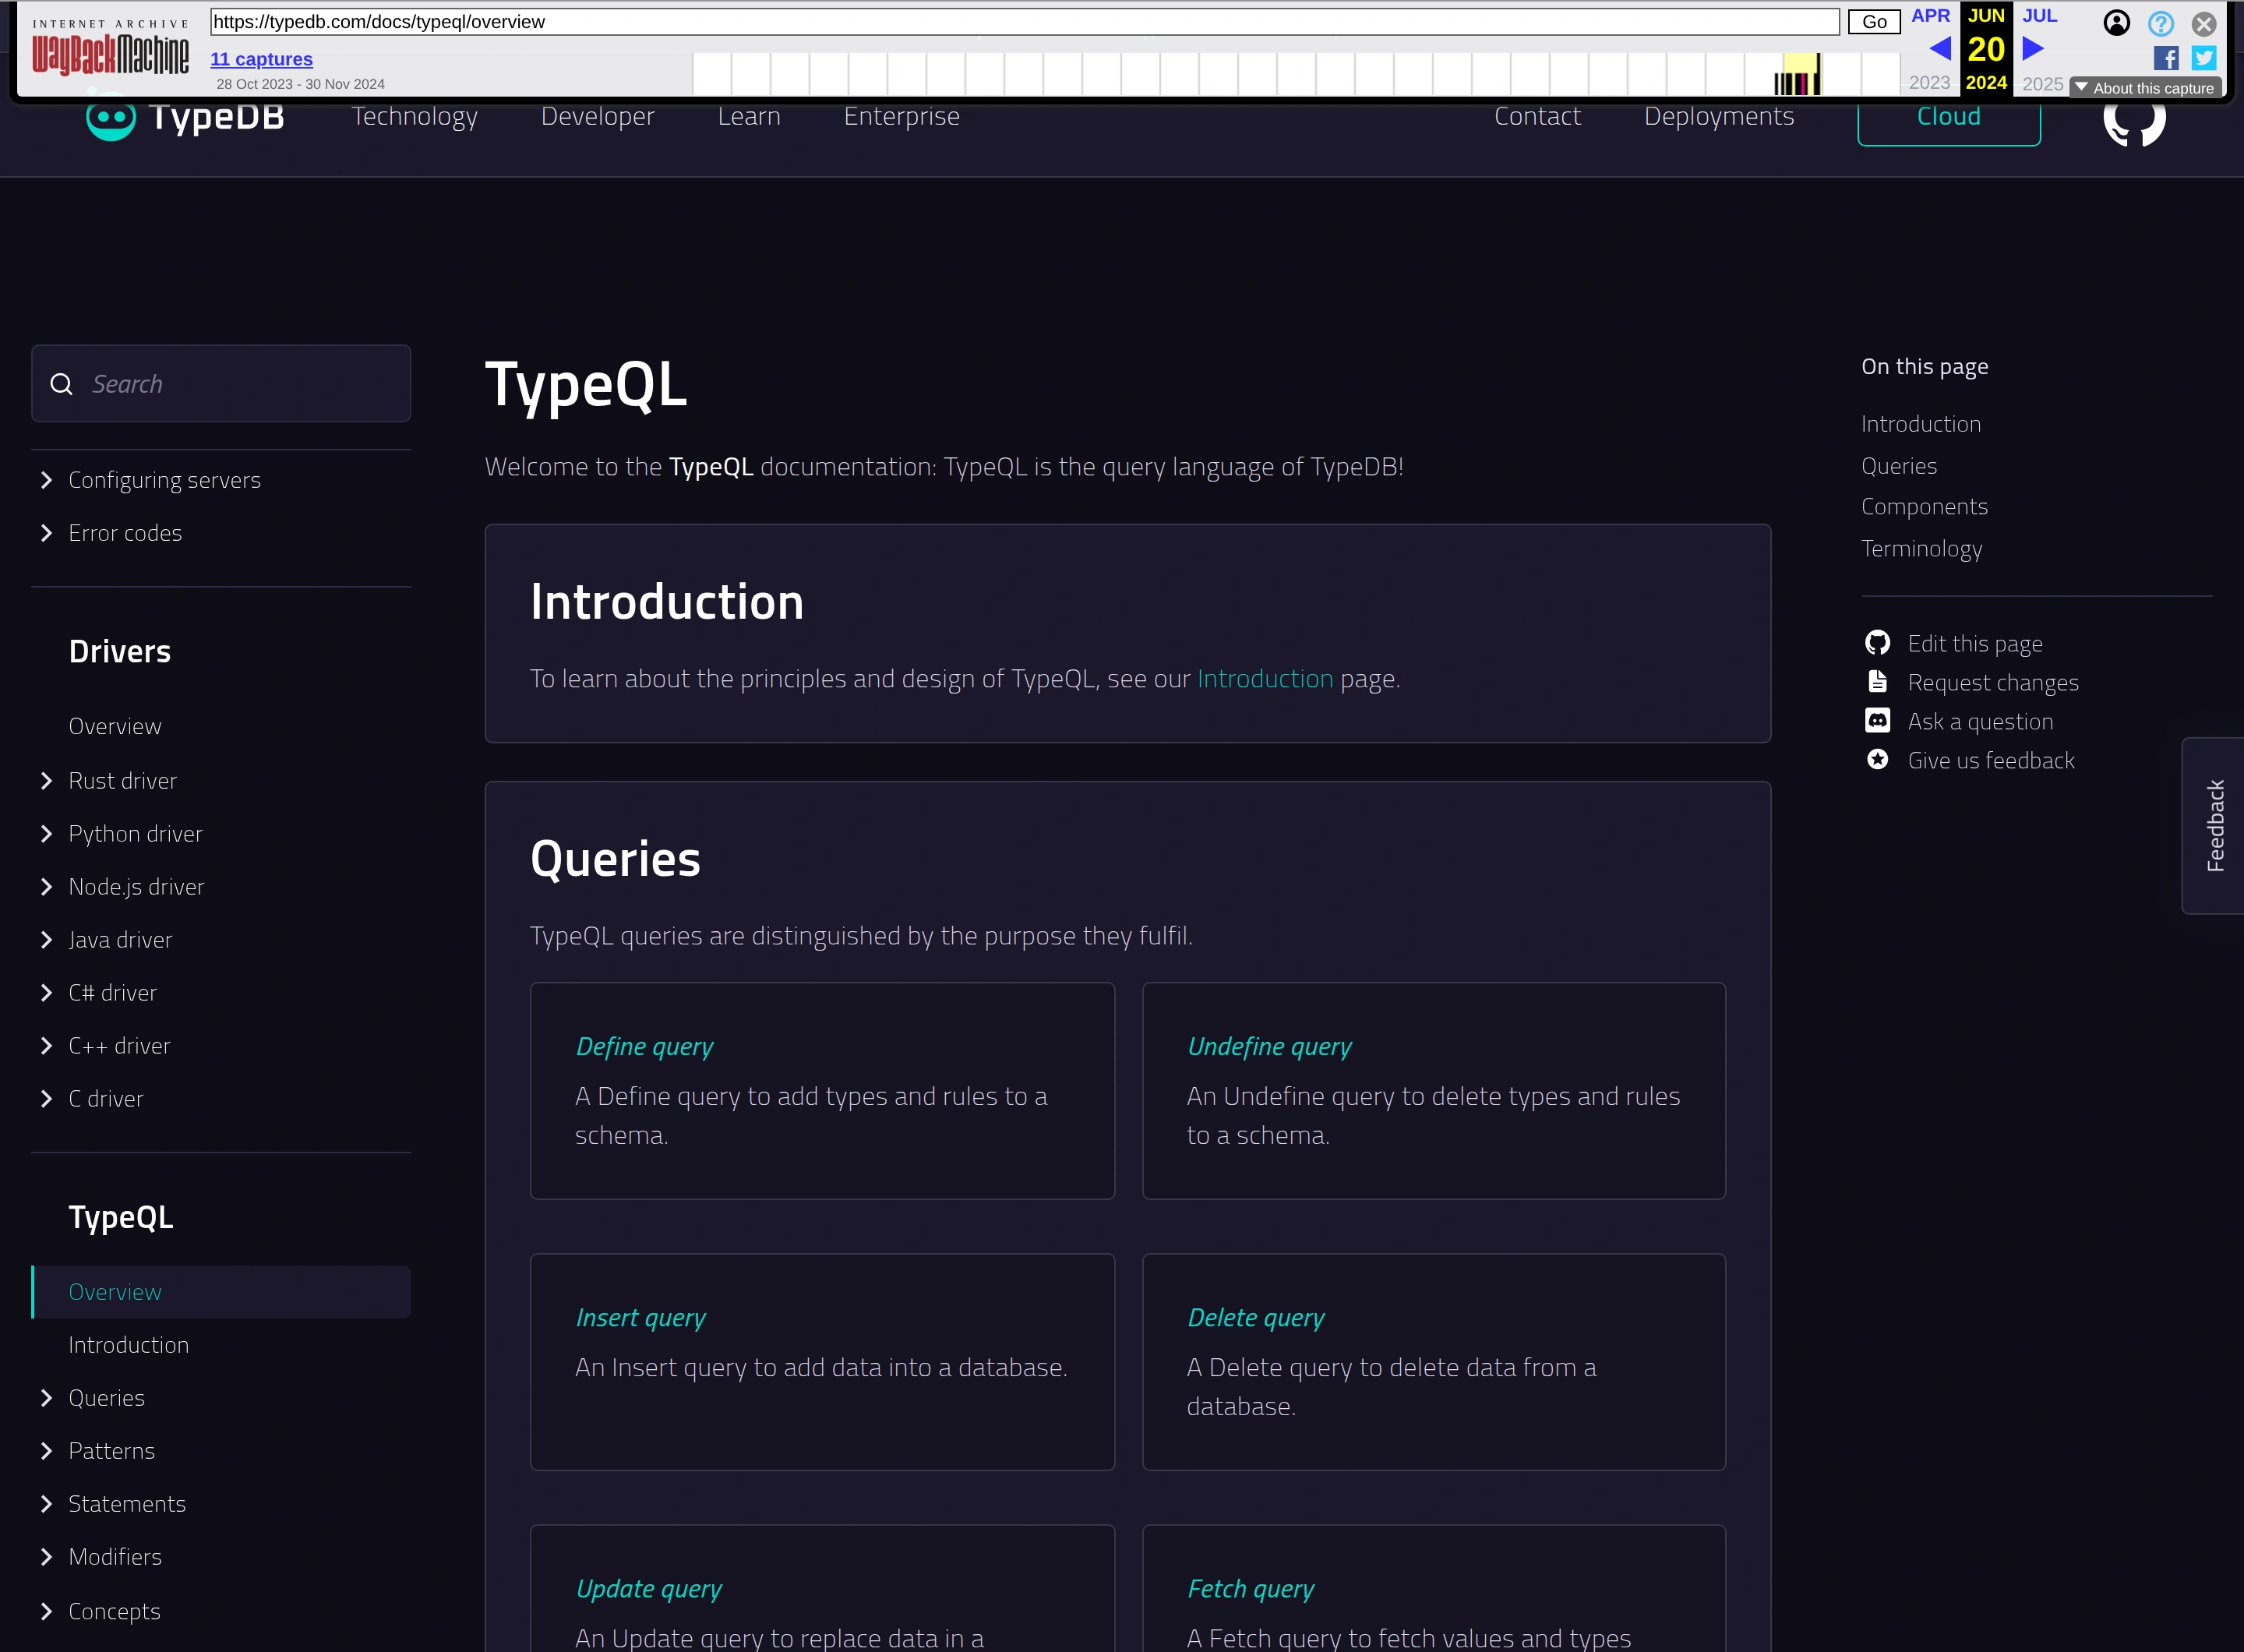 INTERNET ARCHIVE
WayBackMachine
https://typedb.com/docs/typeql/overview
Go
11 captures
28 Oct 2023 - 30 Nov 2024
APR
JUN
JUL
20
2023
2024
2025
About this capture
TypeDB
Technology
Developer
Learn
Enterprise
Contact
Deployments
Cloud
Search
Configuring servers
Error codes
Drivers
Overview
Rust driver
Python driver
Node.js driver
Java driver
C# driver
C++ driver
C driver
TypeQL
Overview
Introduction
Queries
Patterns
Statements
Modifiers
Concepts
TypeQL
Welcome to the TypeQL documentation: TypeQL is the query language of TypeDB!
Introduction
To learn about the principles and design of TypeQL, see our Introduction page.
Queries
TypeQL queries are distinguished by the purpose they fulfil.
Define query
A Define query to add types and rules to a
schema.
Undefine query
An Undefine query to delete types and rules
to a schema.
Insert query
An Insert query to add data into a database.
Delete query
A Delete query to delete data from a
database.
Update query
An Update query to replace data in a
Fetch query
A Fetch query to fetch values and types
On this page
Introduction
Queries
Components
Terminology
Edit this page
Request changes
Ask a question
Give us feedback
Feedback